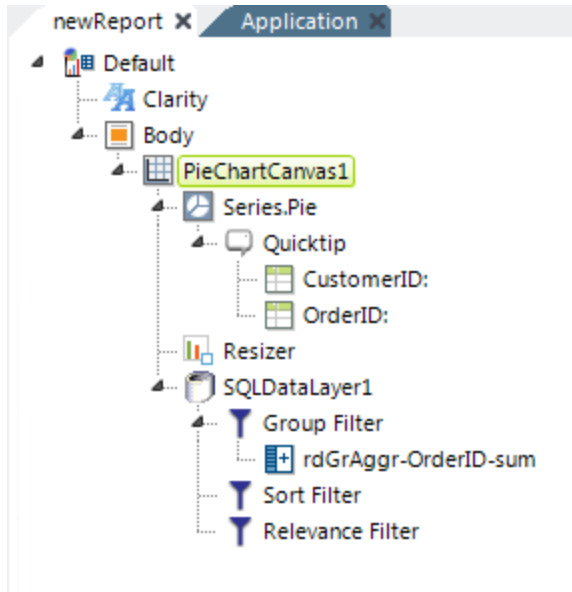 newReport Application
Default
Clarity
Body
PieChartCanvas1
Series.Pie
Quicktip
CustomerID:
OrderID:
Resizer
SQLDataLayer1
Group Filter
rdGrAggr-OrderID-sum
Sort Filter
Relevance Filter